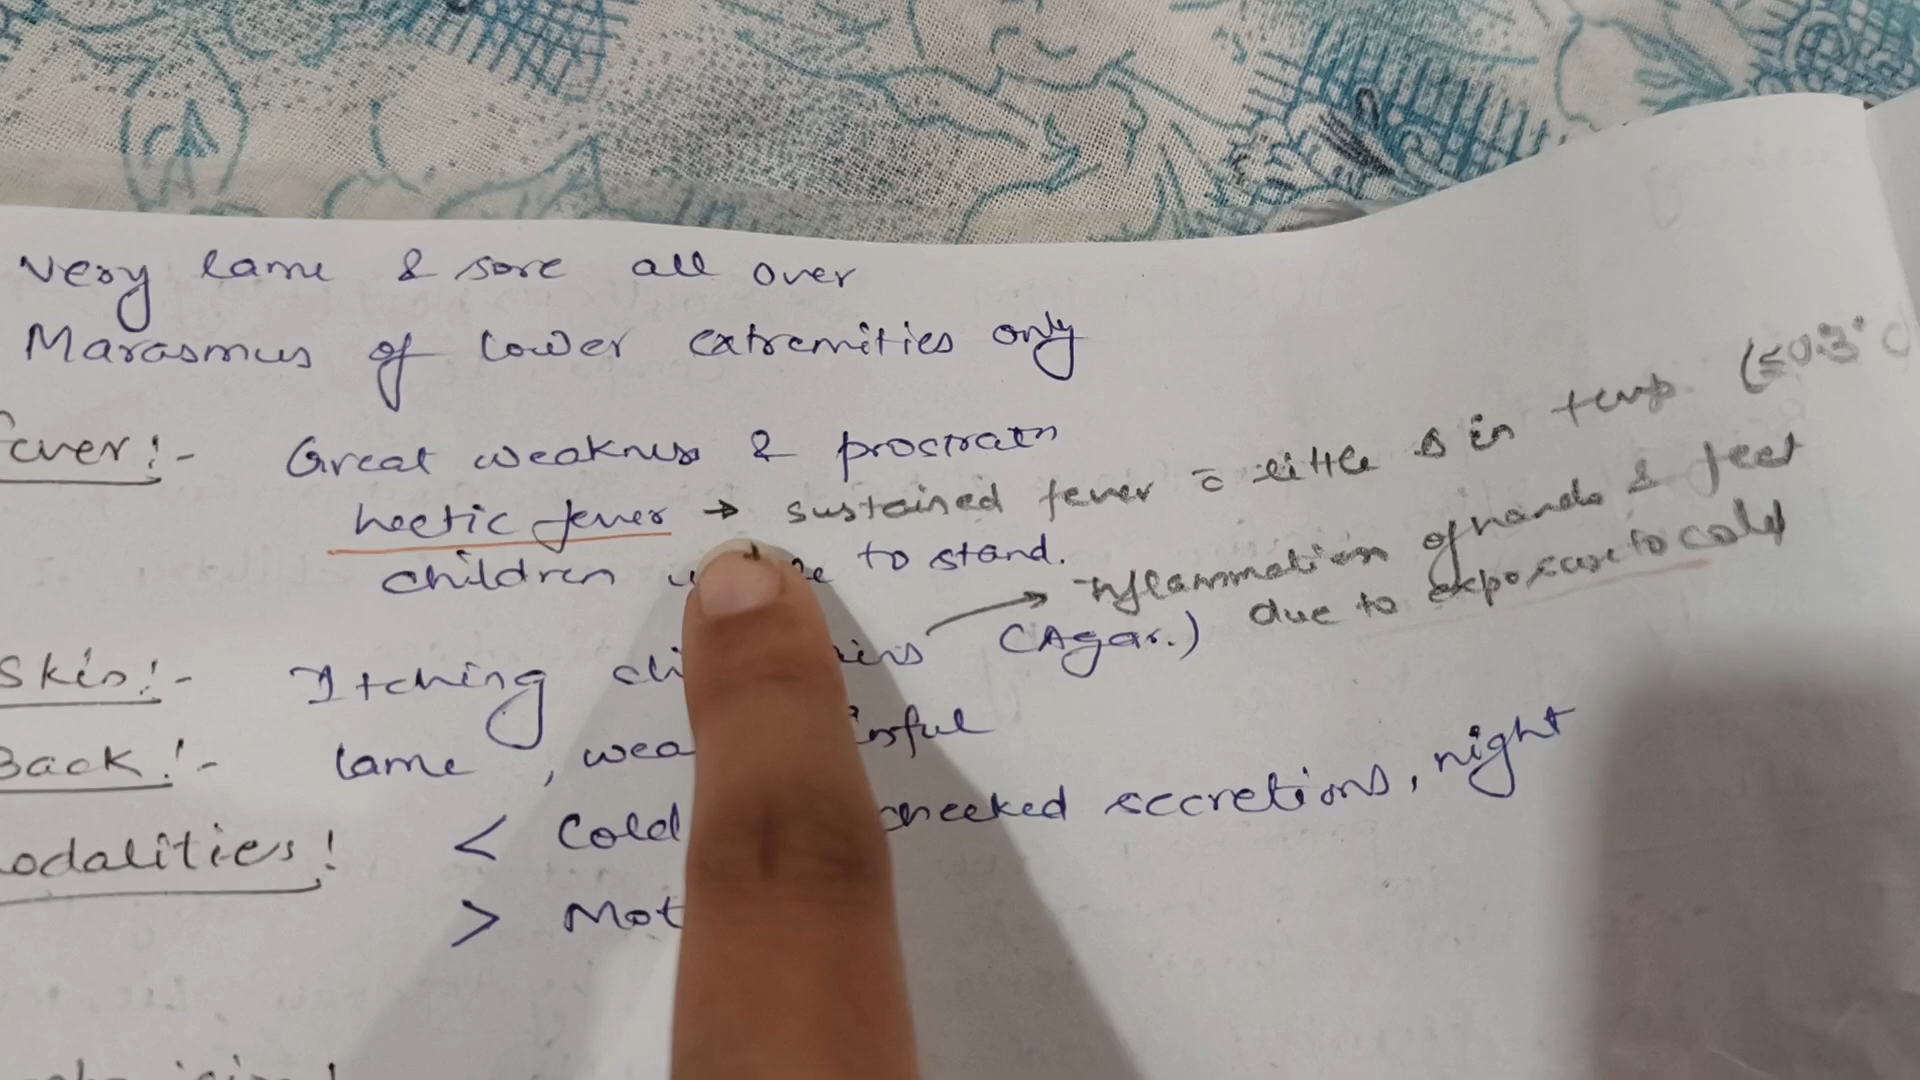 very lame & sore all over
Marasmus of lower extremities only
Fever:- Great weakness & prostratn
hectic fever → sustained fever c̄ little Δ in temp (≤0.3°C
children to stand.
Inflammation of hands & feet
due to exposure to cold
Skin:- Itching (Agar.)
Back:- lame,
modalities: < Cold checked secretions, night
>